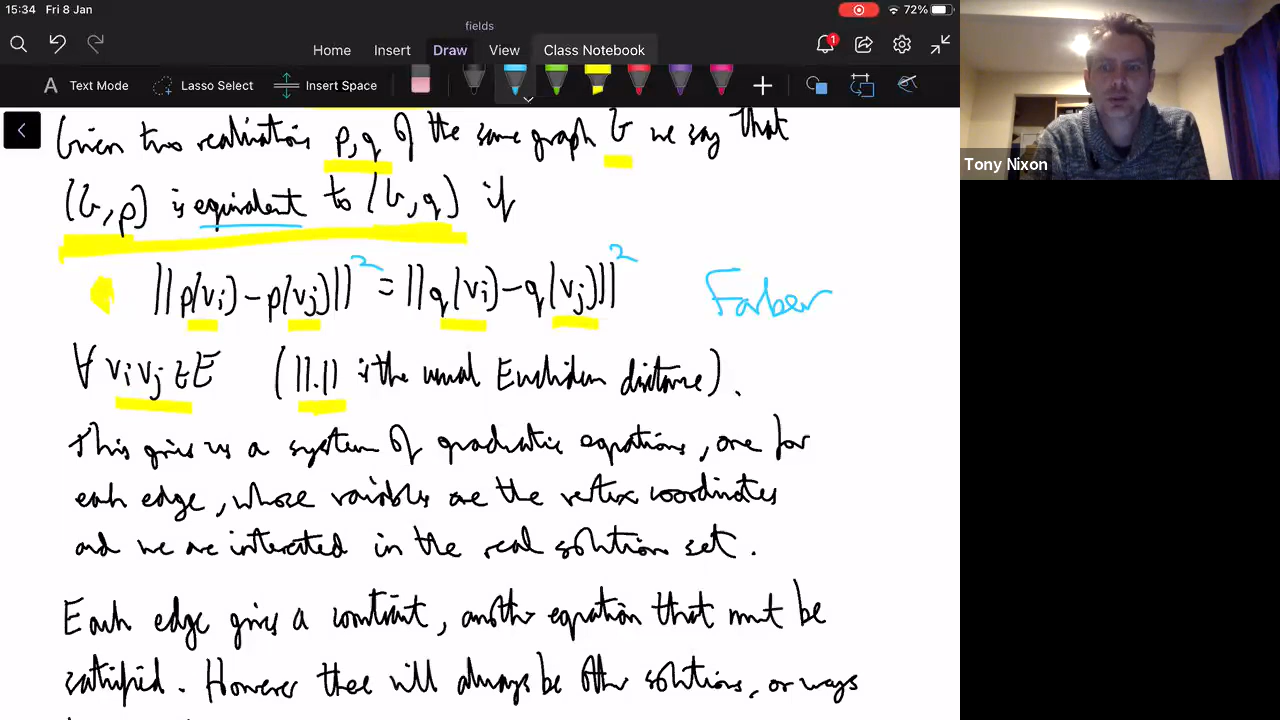 15:34 Fri 8 Jan
72%
fields
Home Insert Draw View Class Notebook
1
Text Mode Lasso Select Insert Space
Given two realisations p,q of the same graph G we say that
(G,p) is equivalent to (G,q) if
||p(vi)-p(vj)||² = ||q(vi)-q(vj)||² Farber
∀ vivj ∈ E (||.|| is the usual Euclidean distance).
This gives us a system of quadratic equations, one for
each edge, whose variables are the vertex coordinates
and we are interested in the real solution set.
Each edge gives a constraint, another equation that must be
satisfied. However there will always be other solutions, or ways
Tony Nixon